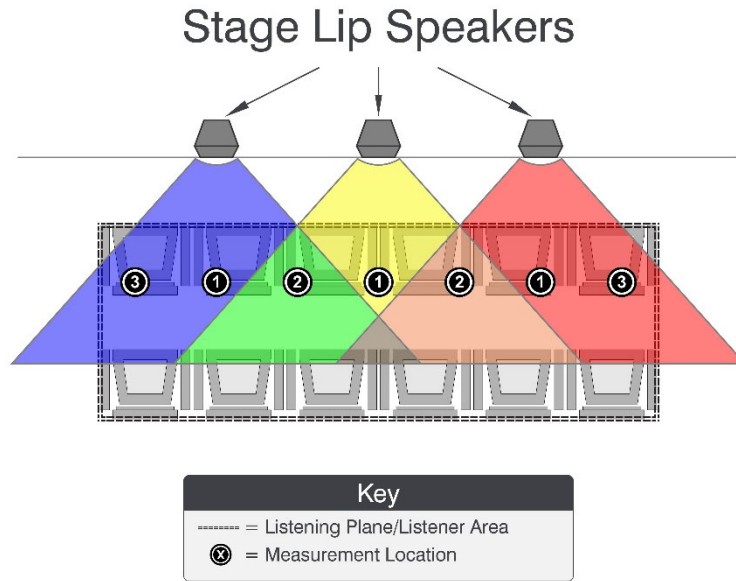 Stage Lip Speakers
3 1 2 1 2 1 3
Key
= Listening Plane/Listener Area
X = Measurement Location